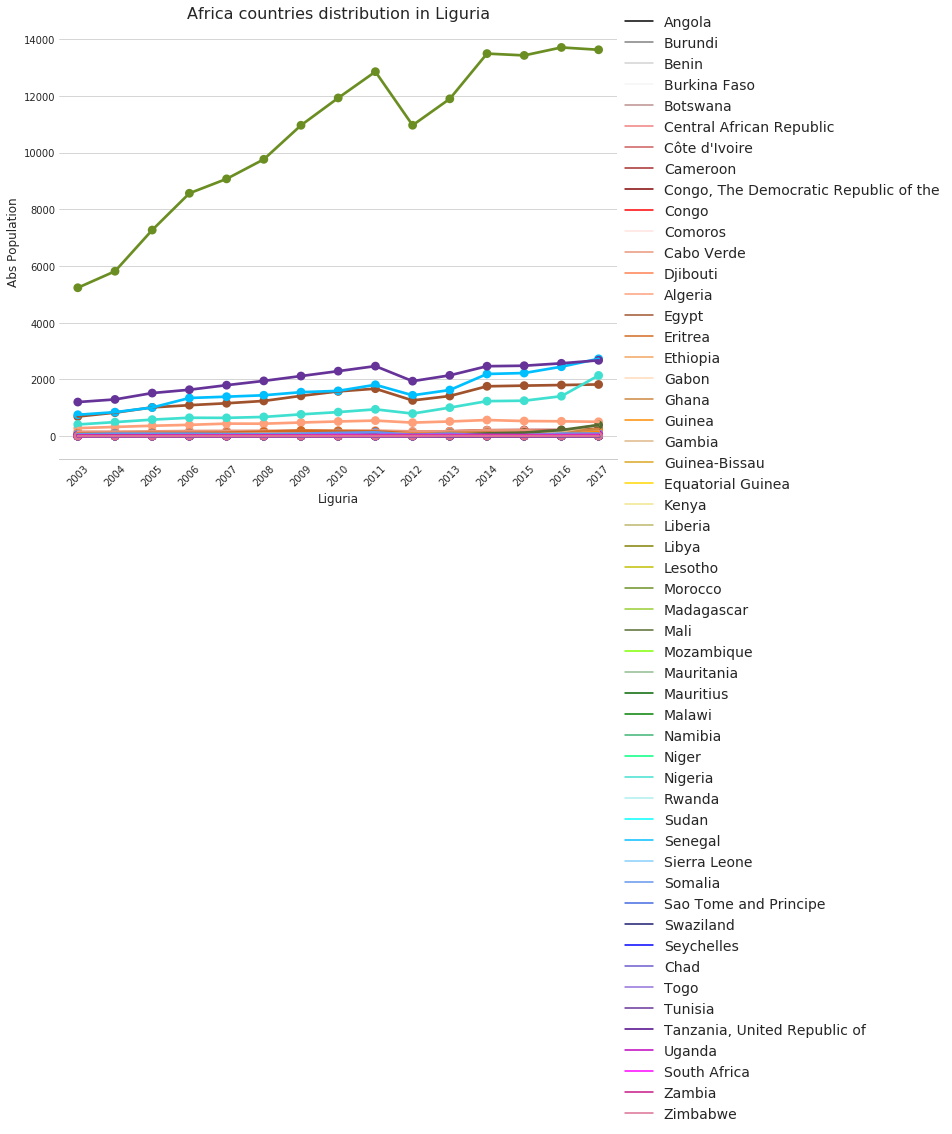 Africa countries distribution in Liguria
Abs Population
14000
12000
10000
8000
6000
4000
2000
0
2003
2004
2005
2006
2007
2008
2009
2010
2011
2012
2013
2014
2015
2016
2017
Liguria
Angola
Burundi
Benin
Burkina Faso
Botswana
Central African Republic
Côte d'Ivoire
Cameroon
Congo, The Democratic Republic of the
Congo
Comoros
Cabo Verde
Djibouti
Algeria
Egypt
Eritrea
Ethiopia
Gabon
Ghana
Guinea
Gambia
Guinea-Bissau
Equatorial Guinea
Kenya
Liberia
Libya
Lesotho
Morocco
Madagascar
Mali
Mozambique
Mauritania
Mauritius
Malawi
Namibia
Niger
Nigeria
Rwanda
Sudan
Senegal
Sierra Leone
Somalia
Sao Tome and Principe
Swaziland
Seychelles
Chad
Togo
Tunisia
Tanzania, United Republic of
Uganda
South Africa
Zambia
Zimbabwe